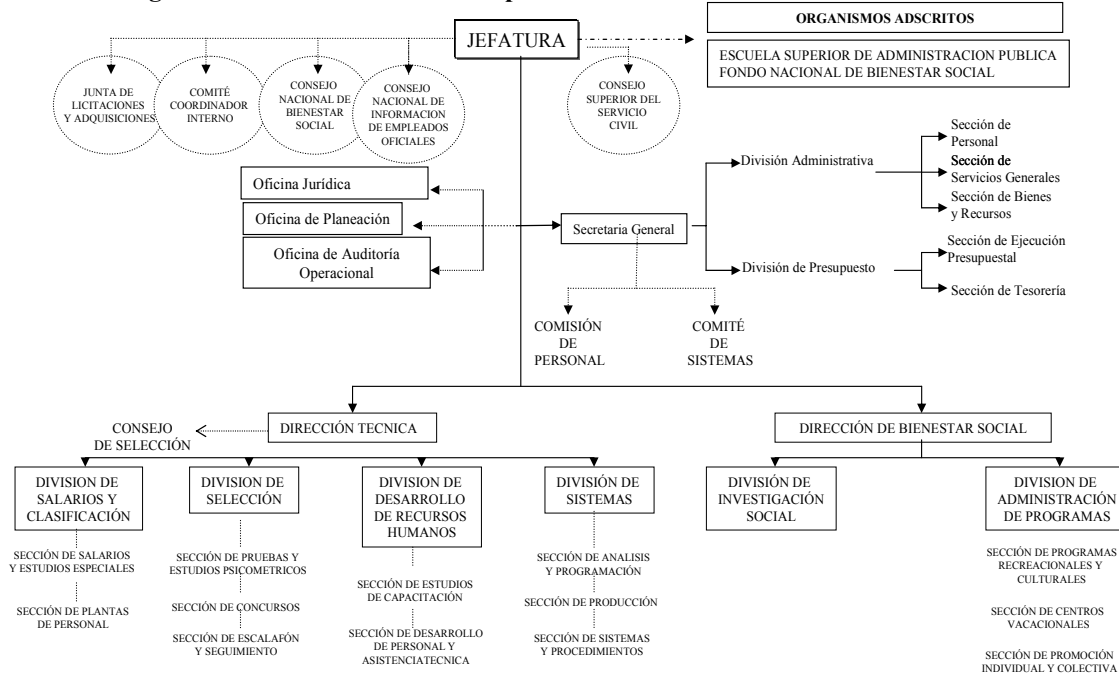 ORGANISMOS ADSCRITOS
JEFATURA
ESCUELA SUPERIOR DE ADMINISTRACION PUBLICA
FONDO NACIONAL DE BIENESTAR SOCIAL
JUNTA DE
LICITACIONES
Y ADQUISICIONES
COMITÉ
COORDINADOR
INTERNO
CONSEJO
NACIONAL DE
BIENESTAR
SOCIAL
CONSEJO
NACIONAL DE
INFORMACION
DE EMPLEADOS
OFICIALES
CONSEJO
SUPERIOR DEL
SERVICIO
CIVIL
Oficina Jurídica
Oficina de Planeación
Oficina de Auditoría
Operacional
Secretaria General
División Administrativa
Sección de
Personal
Sección de
Servicios Generales
Sección de Bienes
y Recursos
División de Presupuesto
Sección de Ejecución
Presupuestal
Sección de Tesorería
COMISIÓN
DE
PERSONAL
COMITÉ
DE
SISTEMAS
CONSEJO
DE SELECCIÓN
DIRECCIÓN TECNICA
DIRECCIÓN DE BIENESTAR SOCIAL
DIVISION DE
SALARIOS Y
CLASIFICACIÓN
SECCIÓN DE SALARIOS
Y ESTUDIOS ESPECIALES
SECCIÓN DE PLANTAS
DE PERSONAL
DIVISION DE
SELECCIÓN
SECCIÓN DE PRUEBAS Y
ESTUDIOS PSICOMETRICOS
SECCIÓN DE CONCURSOS
SECCIÓN DE ESCALAFÓN
Y SEGUIMIENTO
DIVISION DE
DESARROLLO
DE RECURSOS
HUMANOS
SECCIÓN DE ESTUDIOS
DE CAPACITACIÓN
SECCIÓN DE DESARROLLO
DE PERSONAL Y
ASISTENCIATECNICA
DIVISIÓN DE
SISTEMAS
SECCIÓN DE ANALISIS
Y PROGRAMACIÓN
SECCIÓN DE PRODUCCIÓN
SECCIÓN DE SISTEMAS
Y PROCEDIMIENTOS
DIVISIÓN DE
INVESTIGACIÓN
SOCIAL
DIVISION DE
ADMINISTRACIÓN
DE PROGRAMAS
SECCIÓN DE PROGRAMAS
RECREACIONALES Y
CULTURALES
SECCIÓN DE CENTROS
VACACIONALES
SECCIÓN DE PROMOCIÓN
INDIVIDUAL Y COLECTIVA